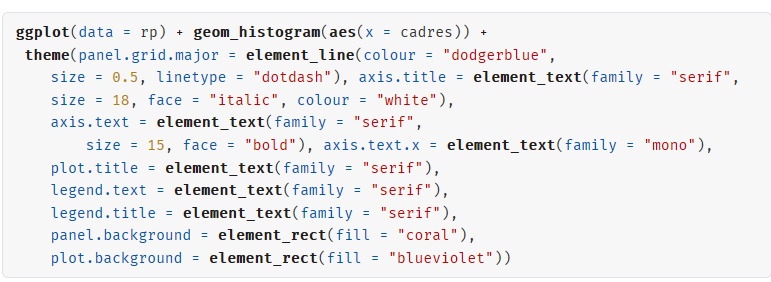 ggplot(data = rp) + geom_histogram(aes(x = cadres)) +
theme(panel.grid.major = element_line(colour = "dodgerblue",
size = 0.5, linetype = "dotdash"), axis.title = element_text(family = "serif",
size = 18, face = "italic", colour = "white"),
axis.text = element_text(family = "serif",
size = 15, face = "bold"), axis.text.x = element_text(family = "mono"),
plot.title = element_text(family = "serif"),
legend.text = element_text(family = "serif"),
legend.title = element_text(family = "serif"),
panel.background = element_rect(fill = "coral"),
plot.background = element_rect(fill = "blueviolet"))